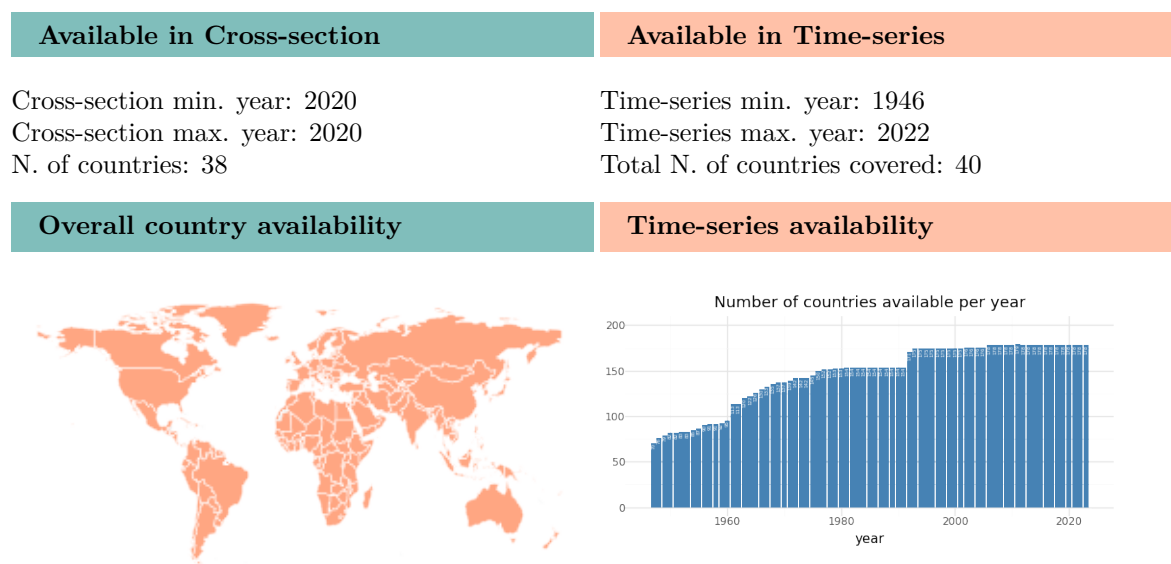 Available in Cross-section
Available in Time-series
Cross-section min. year: 2020
Cross-section max. year: 2020
N. of countries: 38
Time-series min. year: 1946
Time-series max. year: 2022
Total N. of countries covered: 40
Overall country availability
Time-series availability
Number of countries available per year
200
150
100
50
0
1960 1980 2000 2020
year